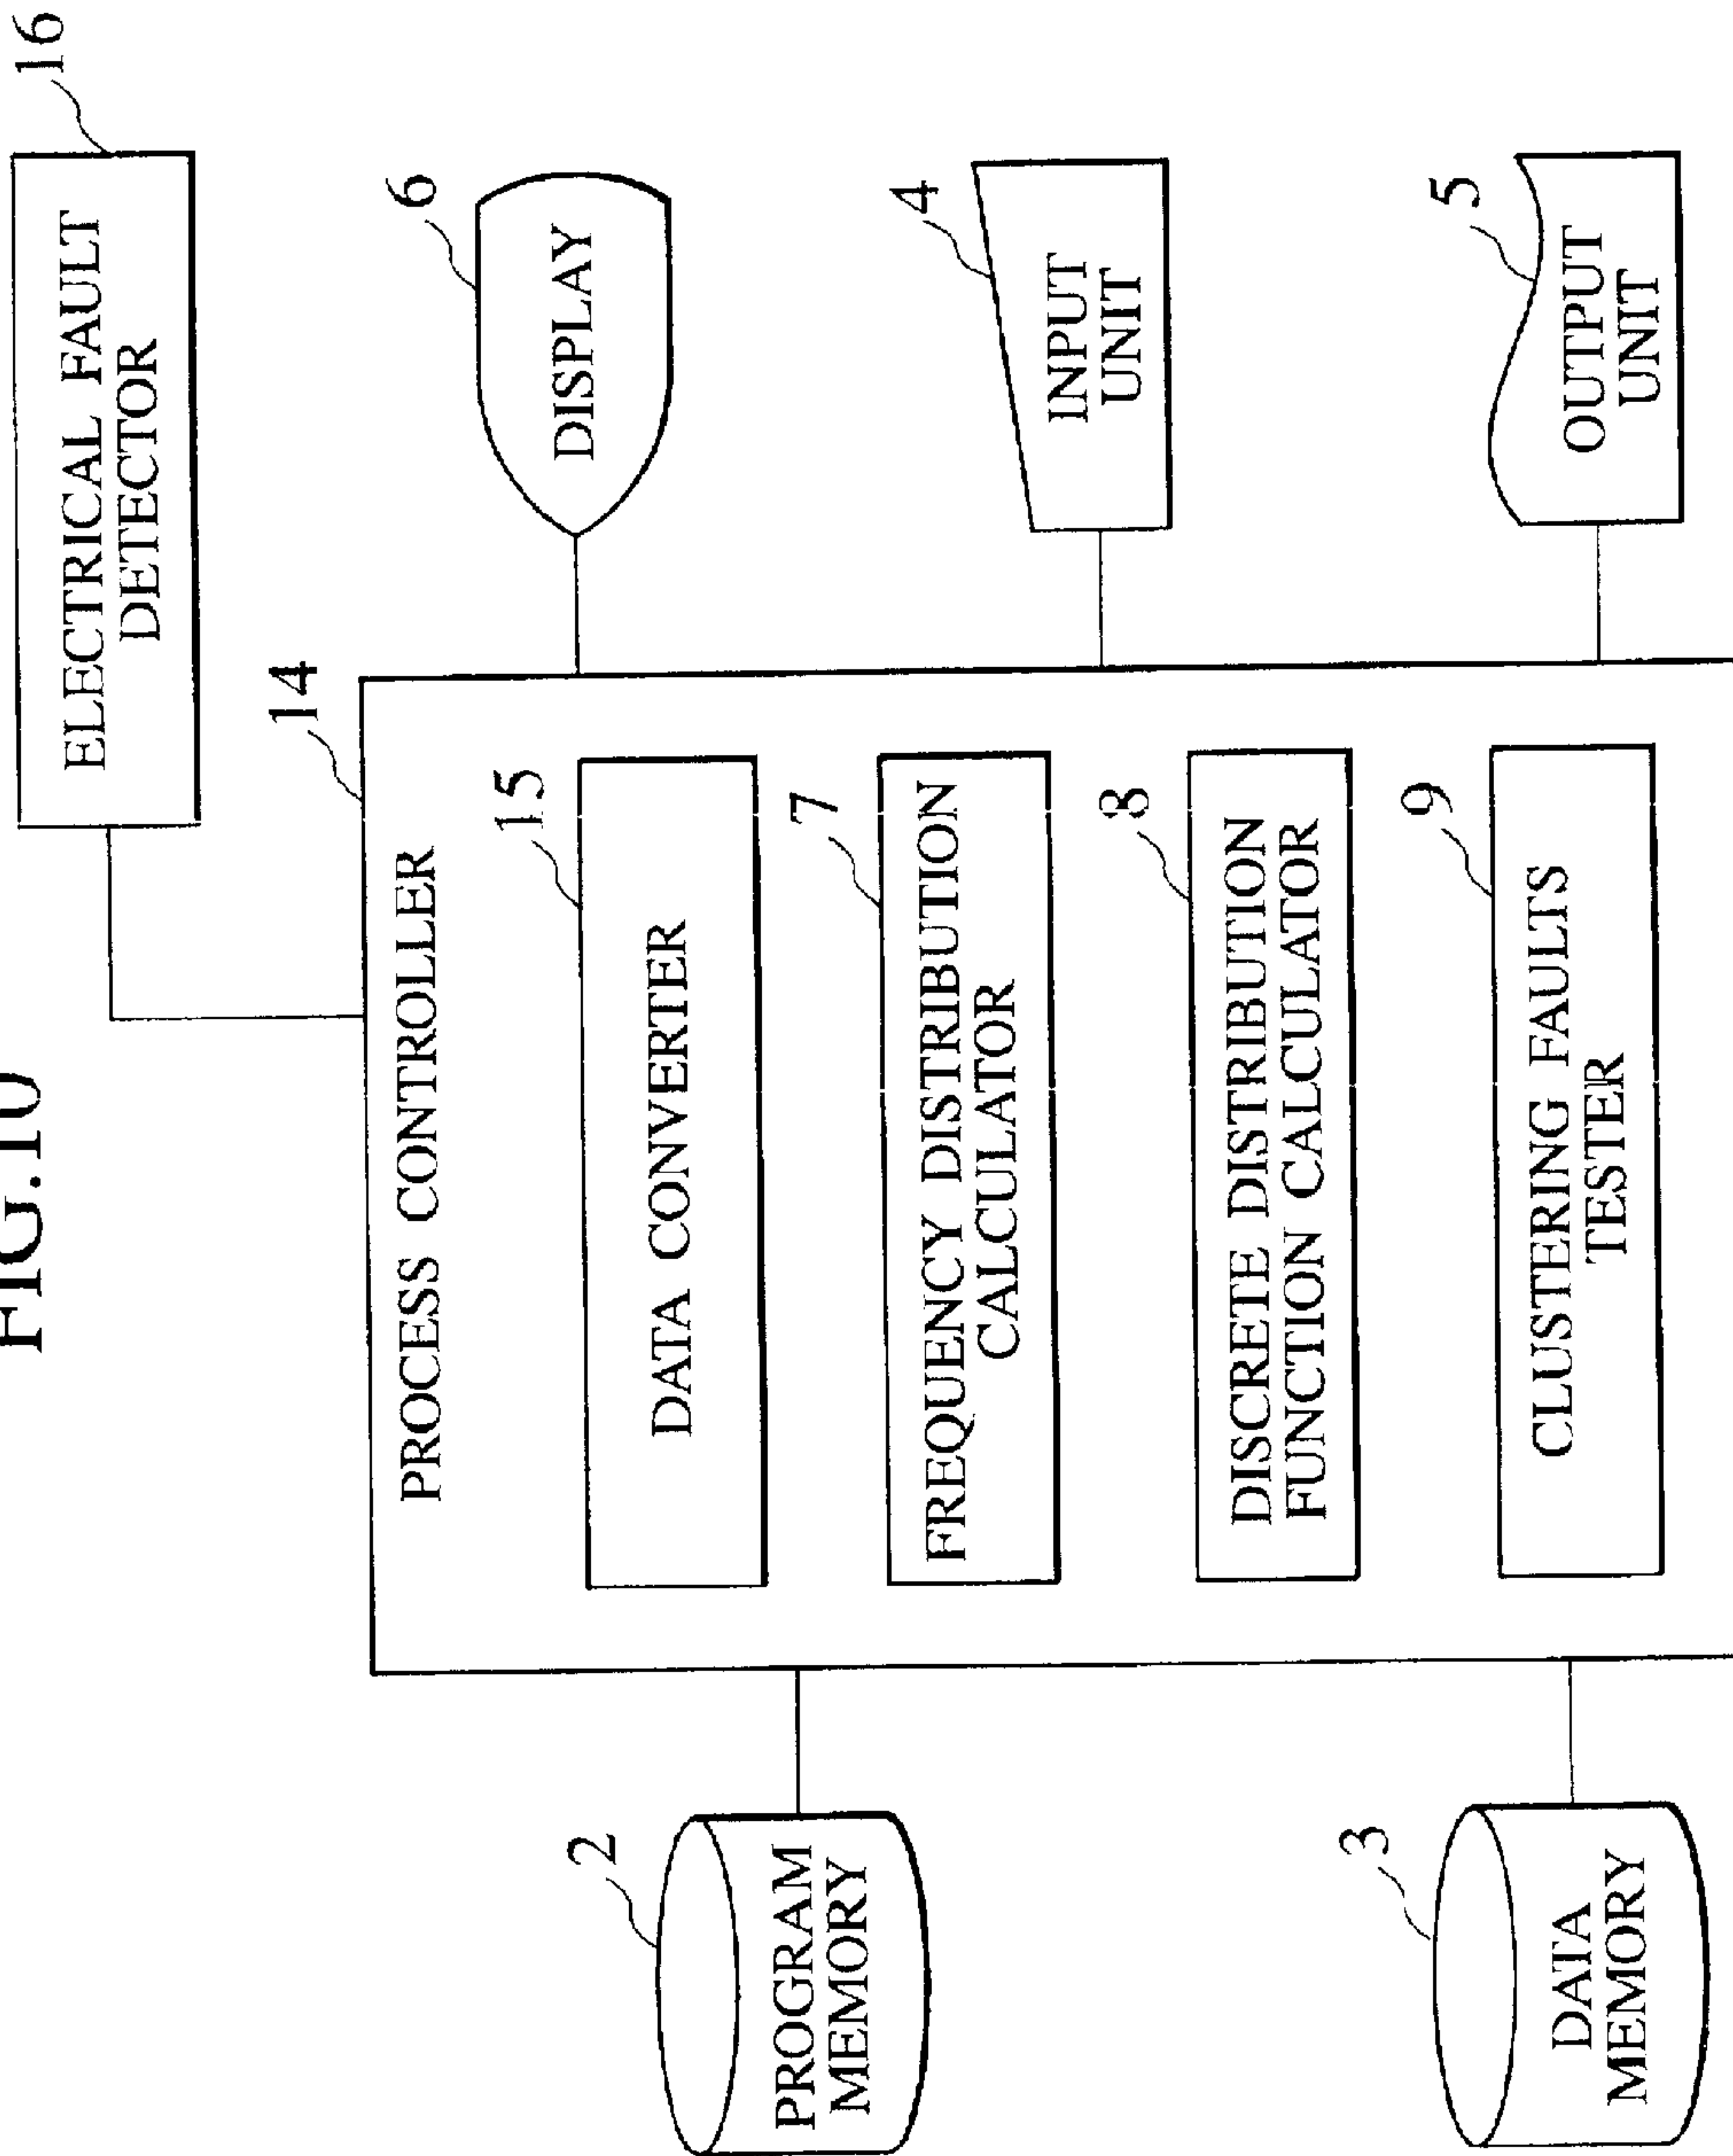 FIG.10
16
ELECTRICAL FAULT
DETECTOR
14
PROCESS CONTROLLER
15
DATA CONVERTER
7
FREQUENCY DISTRIBUTION
CALCULATOR
8
DISCRETE DISTRIBUTION
FUNCTION CALCULATOR
9
CLUSTERING FAULTS
TESTER
6
DISPLAY
4
INPUT
UNIT
5
OUTPUT
UNIT
2
PROGRAM
MEMORY
3
DATA
MEMORY